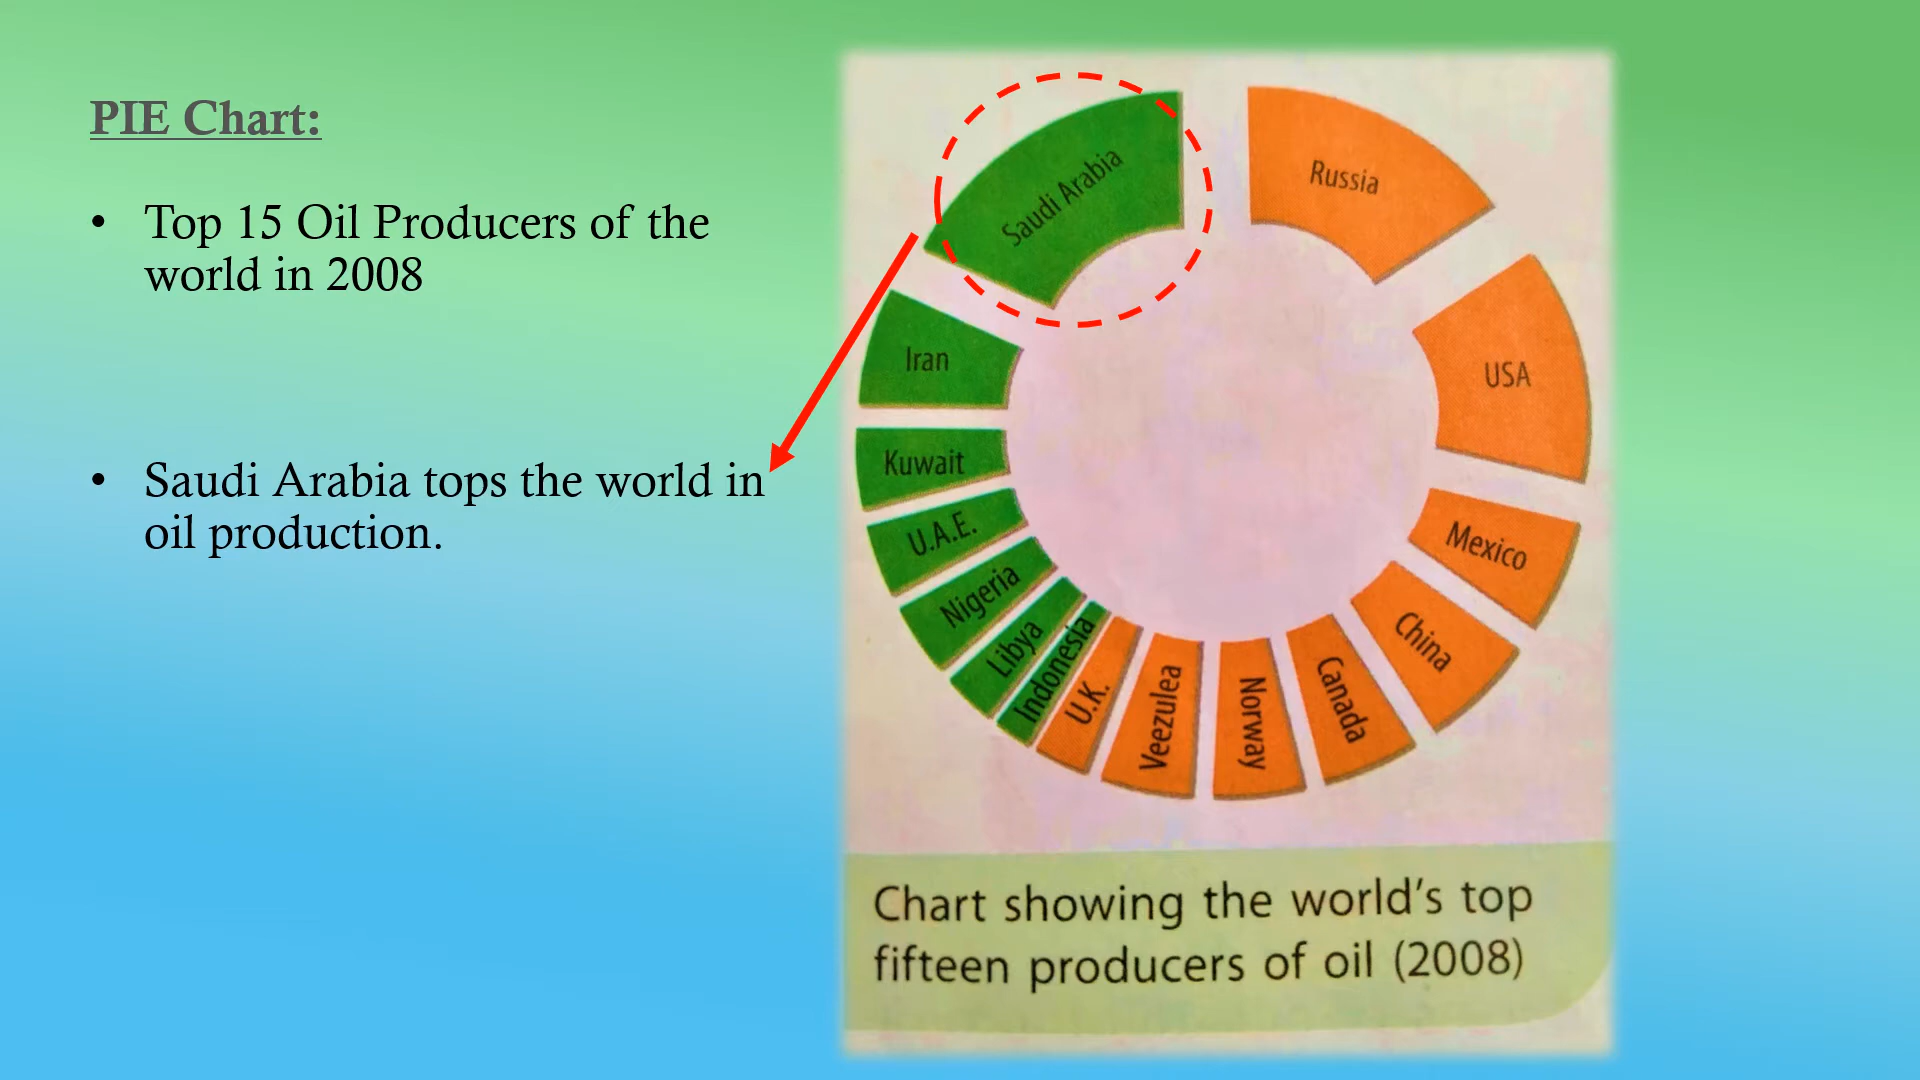 PIE Chart:
• Top 15 Oil Producers of the
world in 2008
• Saudi Arabia tops the world in
oil production.
Saudi Arabia
Russia
Iran
USA
Kuwait
U.A.E.
Mexico
Nigeria
China
Libya
Indonesia
U.K.
Veezulea
Norway
Canada
Chart showing the world's top
fifteen producers of oil (2008)